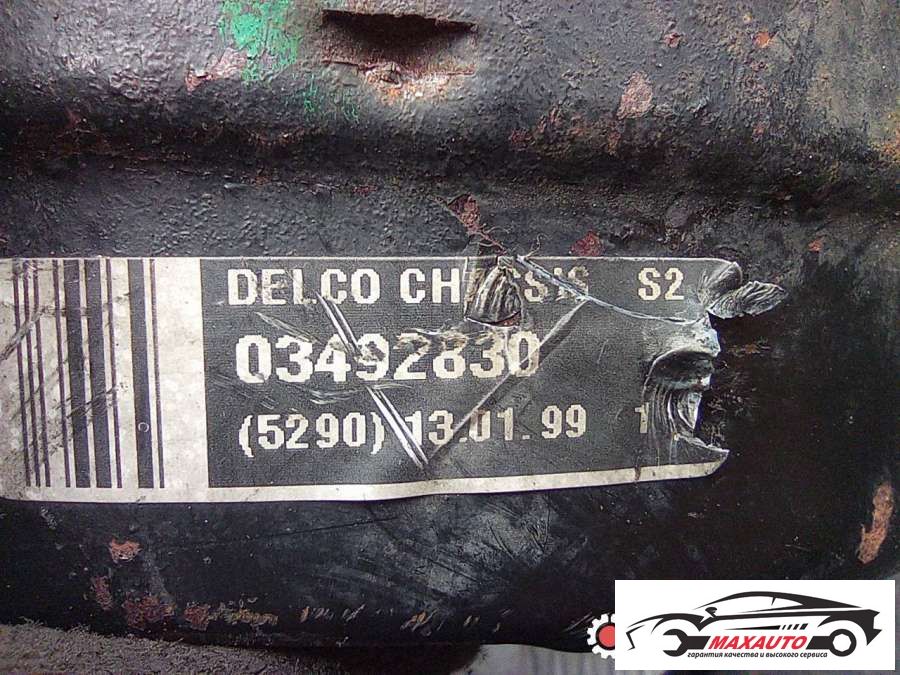 DELCO CHASSIS S2
03492830
(5290) 13.01.99 1
MAXAUTO
гарантия качества и высокого сервиса